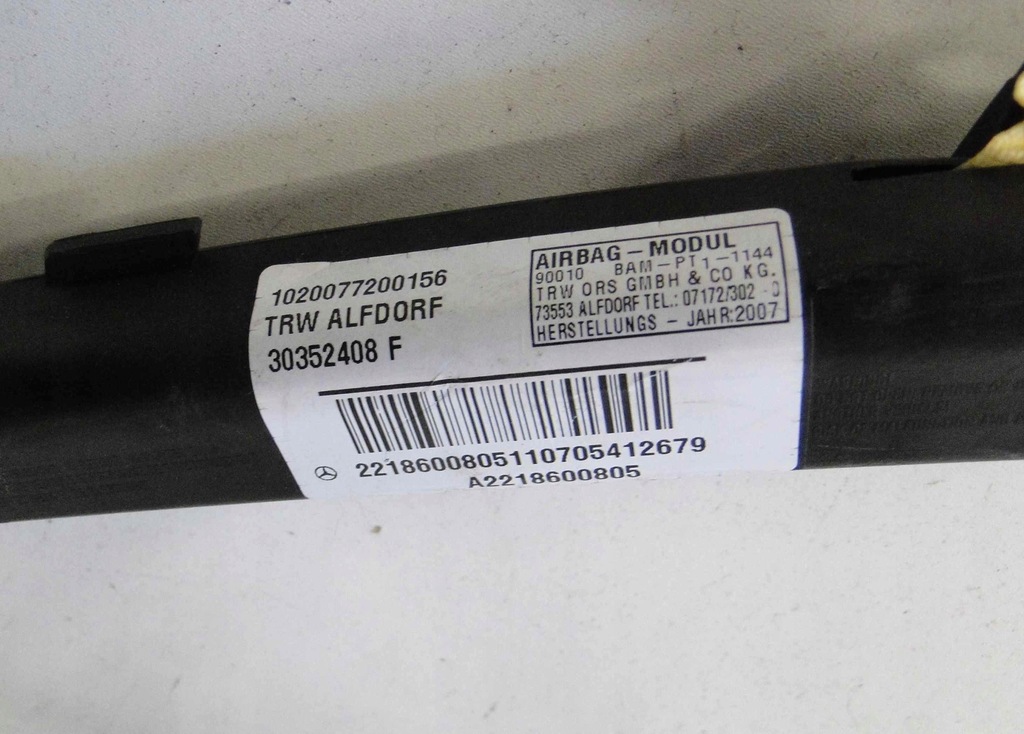 1020077200156
TRW ALFDORF
30352408 F
AIRBAG - MODUL
90010 BAM-PT1-1144
TRW ORS GMBH & CO KG.
73553 ALFDORF TEL.: 07172/302 - 0
HERSTELLUNGS - JAHR:2007
2218600805110705412679
A2218600805